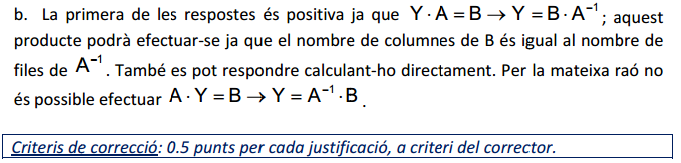 b. La primera de les respostes és positiva ja que Y · A = B → Y = B · A⁻¹ ; aquest
producte podrà efectuar-se ja que el nombre de columnes de B és igual al nombre de
files de A⁻¹ . També es pot respondre calculant-ho directament. Per la mateixa raó no
és possible efectuar A · Y = B → Y = A⁻¹ · B .
Criteris de correcció: 0.5 punts per cada justificació, a criteri del corrector.